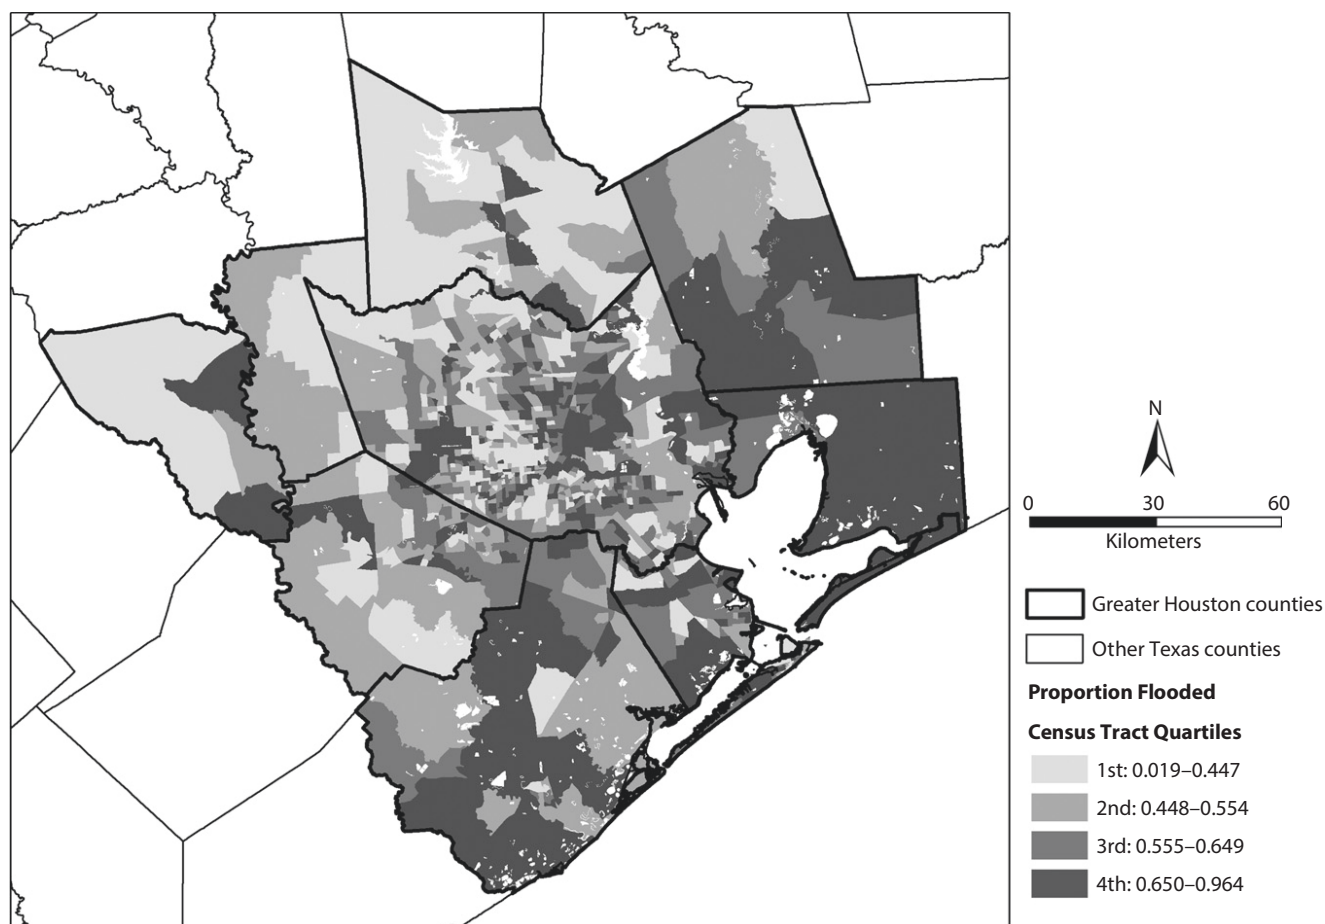 N
0 30 60
Kilometers
Greater Houston counties
Other Texas counties
Proportion Flooded
Census Tract Quartiles
1st: 0.019–0.447
2nd: 0.448–0.554
3rd: 0.555–0.649
4th: 0.650–0.964